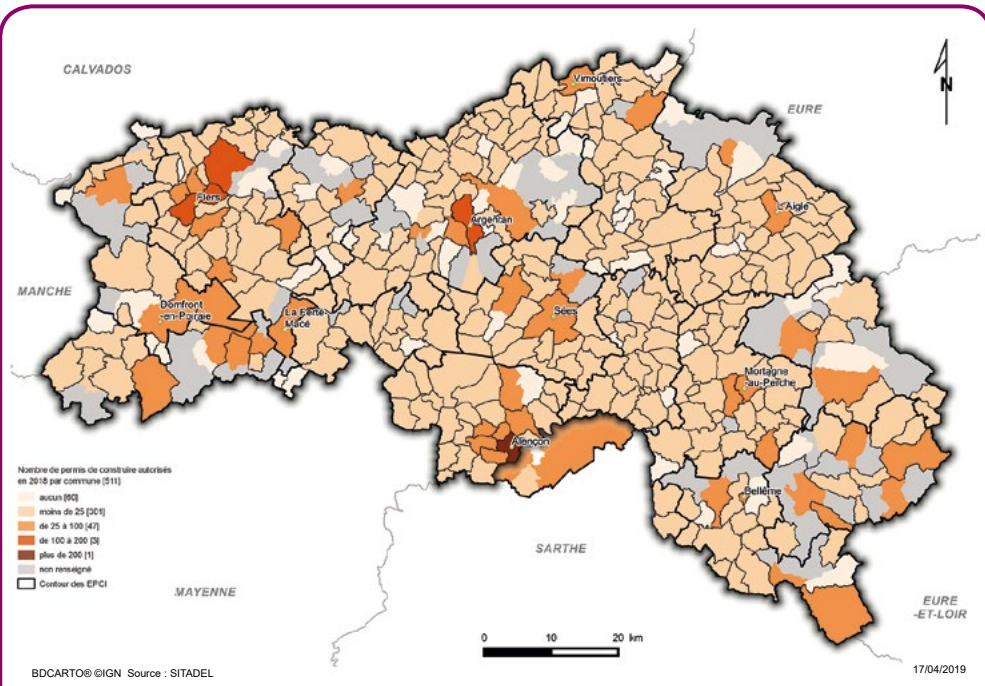 CALVADOS
N
Vimoutiers
EURE
Flers
L'Aigle
Argentan
MANCHE
Domfront
-en-Poiraie
La Ferté-
Macé
Sées
Mortagne
-au-Perche
Alençon
Bellême
Nombre de permis de construire autorisés
en 2018 par commune [511]
aucun [60]
moins de 25 [301]
de 25 à 100 [47]
de 100 à 200 [3]
plus de 200 [1]
non renseigné
Contour des EPCI
SARTHE
MAYENNE
EURE
-ET-LOIR
0 10 20 km
BDCARTO® ©IGN Source : SITADEL
17/04/2019